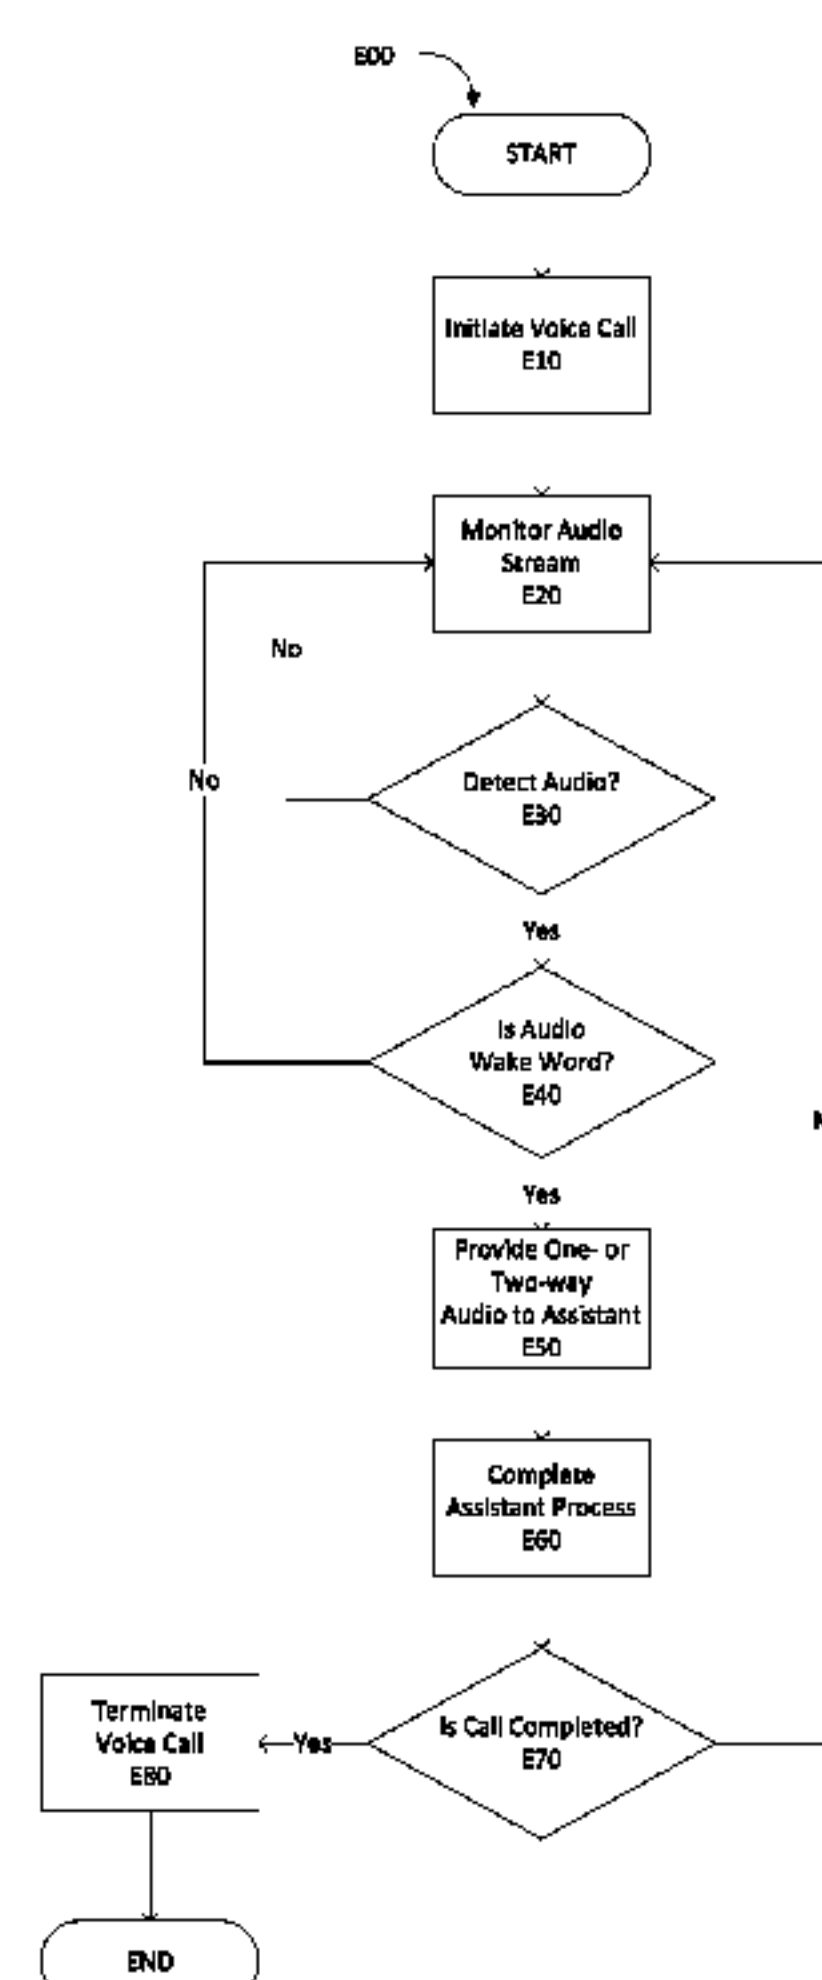 E00
START
Initiate Voice Call
E10
Monitor Audio
Stream
E20
No
No
Detect Audio?
E30
Yes
Is Audio
Wake Word?
E40
Yes
Provide One- or
Two-way
Audio to Assistant
E50
Complete
Assistant Process
E60
Is Call Completed?
E70
Yes
Terminate
Voice Call
E80
END